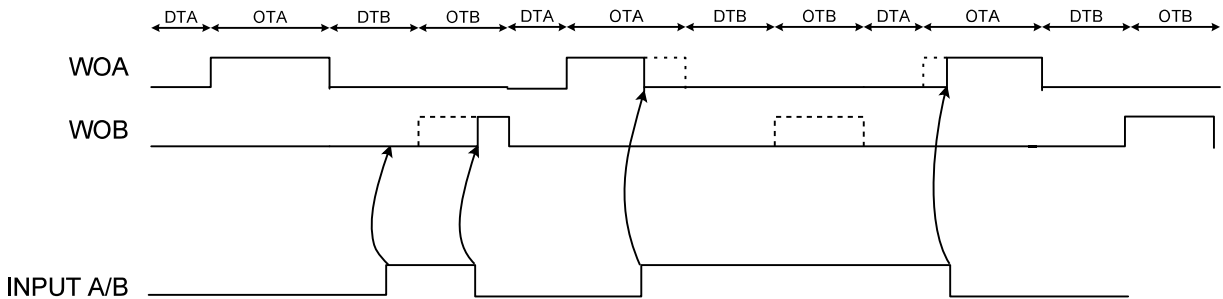 DTA OTA DTB OTB DTA OTA DTB OTB DTA OTA DTB OTB
WOA
WOB
INPUT A/B